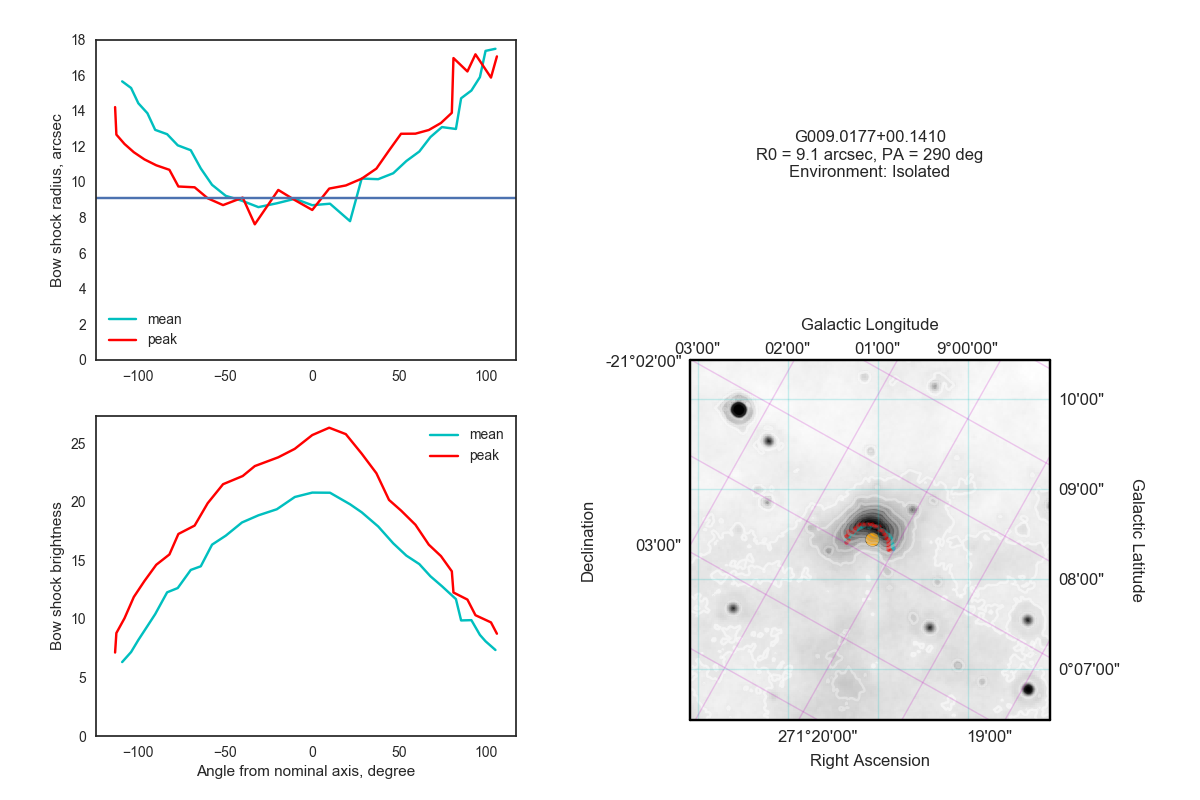 18
16
14
12
10
8
6
4
2
0
Bow shock radius, arcsec
mean
peak
−100 −50 0 50 100
25
20
15
10
5
0
Bow shock brightness
mean
peak
−100 −50 0 50 100
Angle from nominal axis, degree
G009.0177+00.1410
R0 = 9.1 arcsec, PA = 290 deg
Environment: Isolated
Galactic Longitude
03'00" 02'00" 01'00" 9°00'00"
-21°02'00"
03'00"
Declination
10'00"
09'00"
08'00"
0°07'00"
Galactic Latitude
271°20'00" 19'00"
Right Ascension